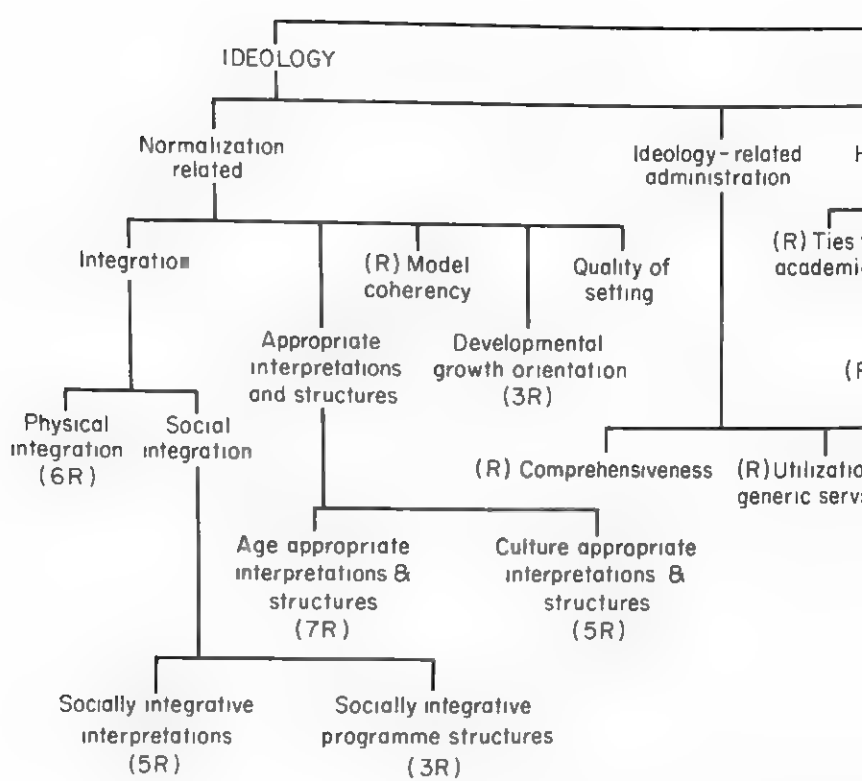 IDEOLOGY
Normalization
related
Ideology-related
administration
H
Integration
(R) Model
coherency
Quality of
setting
(R) Ties
academi
Appropriate
interpretations
and structures
Developmental
growth orientation
(3R)
(R
Physical
integration
(6R)
Social
integration
(R) Comprehensiveness
(R) Utilizatio
generic serv
Age appropriate
interpretations &
structures
(7R)
Culture appropriate
interpretations &
structures
(5R)
Socially integrative
interpretations
(5R)
Socially integrative
programme structures
(3R)